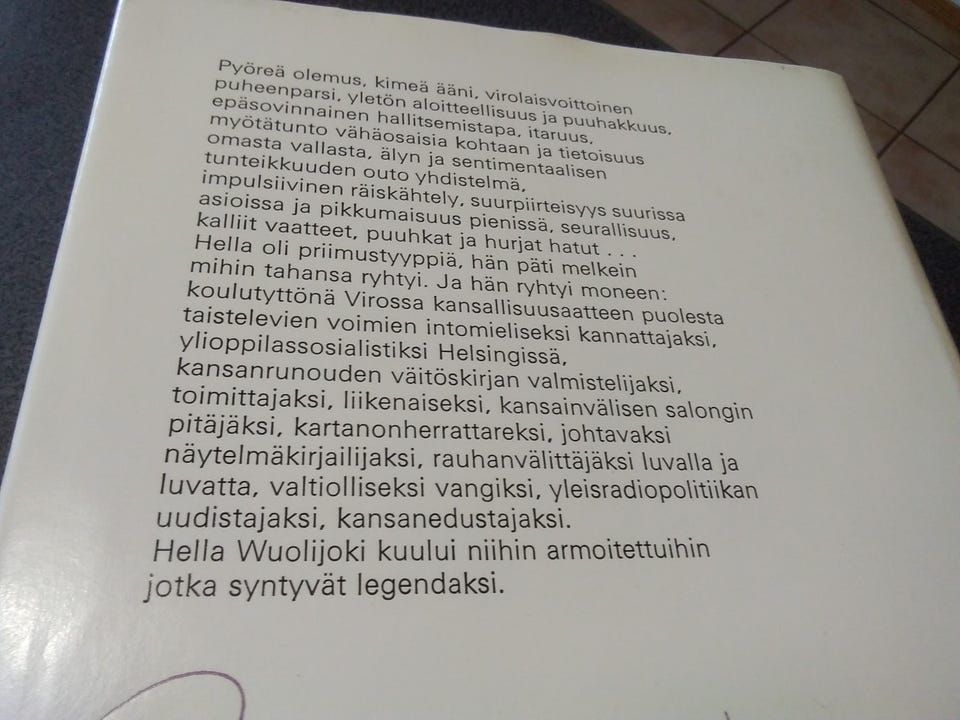 Pyöreä olemus, kimeä ääni, virolaisvoittoinen
puheenparsi, yletön aloitteellisuus ja puuhakkuus,
epäsovinnainen hallitsemistapa, itaruus,
myötätunto vähäosaisia kohtaan ja tietoisuus
omasta vallasta, älyn ja sentimentaalisen
tunteikkuuden outo yhdistelmä,
impulsiivinen räiskähtely, suurpiirteisyys suurissa
asioissa ja pikkumaisuus pienissä, seurallisuus,
kalliit vaatteet, puuhkat ja hurjat hatut . . .
Hella oli priimustyyppiä, hän päti melkein
mihin tahansa ryhtyi. Ja hän ryhtyi moneen:
koulutyttönä Virossa kansallisuusaatteen puolesta
taistelevien voimien intomieliseksi kannattajaksi,
ylioppilassosialistiksi Helsingissä,
kansanrunouden väitöskirjan valmistelijaksi,
toimittajaksi, liikenaiseksi, kansainvälisen salongin
pitäjäksi, kartanonherrattareksi, johtavaksi
näytelmäkirjailijaksi, rauhanvälittäjäksi luvalla ja
luvatta, valtiolliseksi vangiksi, yleisradiopolitiikan
uudistajaksi, kansanedustajaksi.
Hella Wuolijoki kuului niihin armoitettuihin
jotka syntyvät legendaksi.